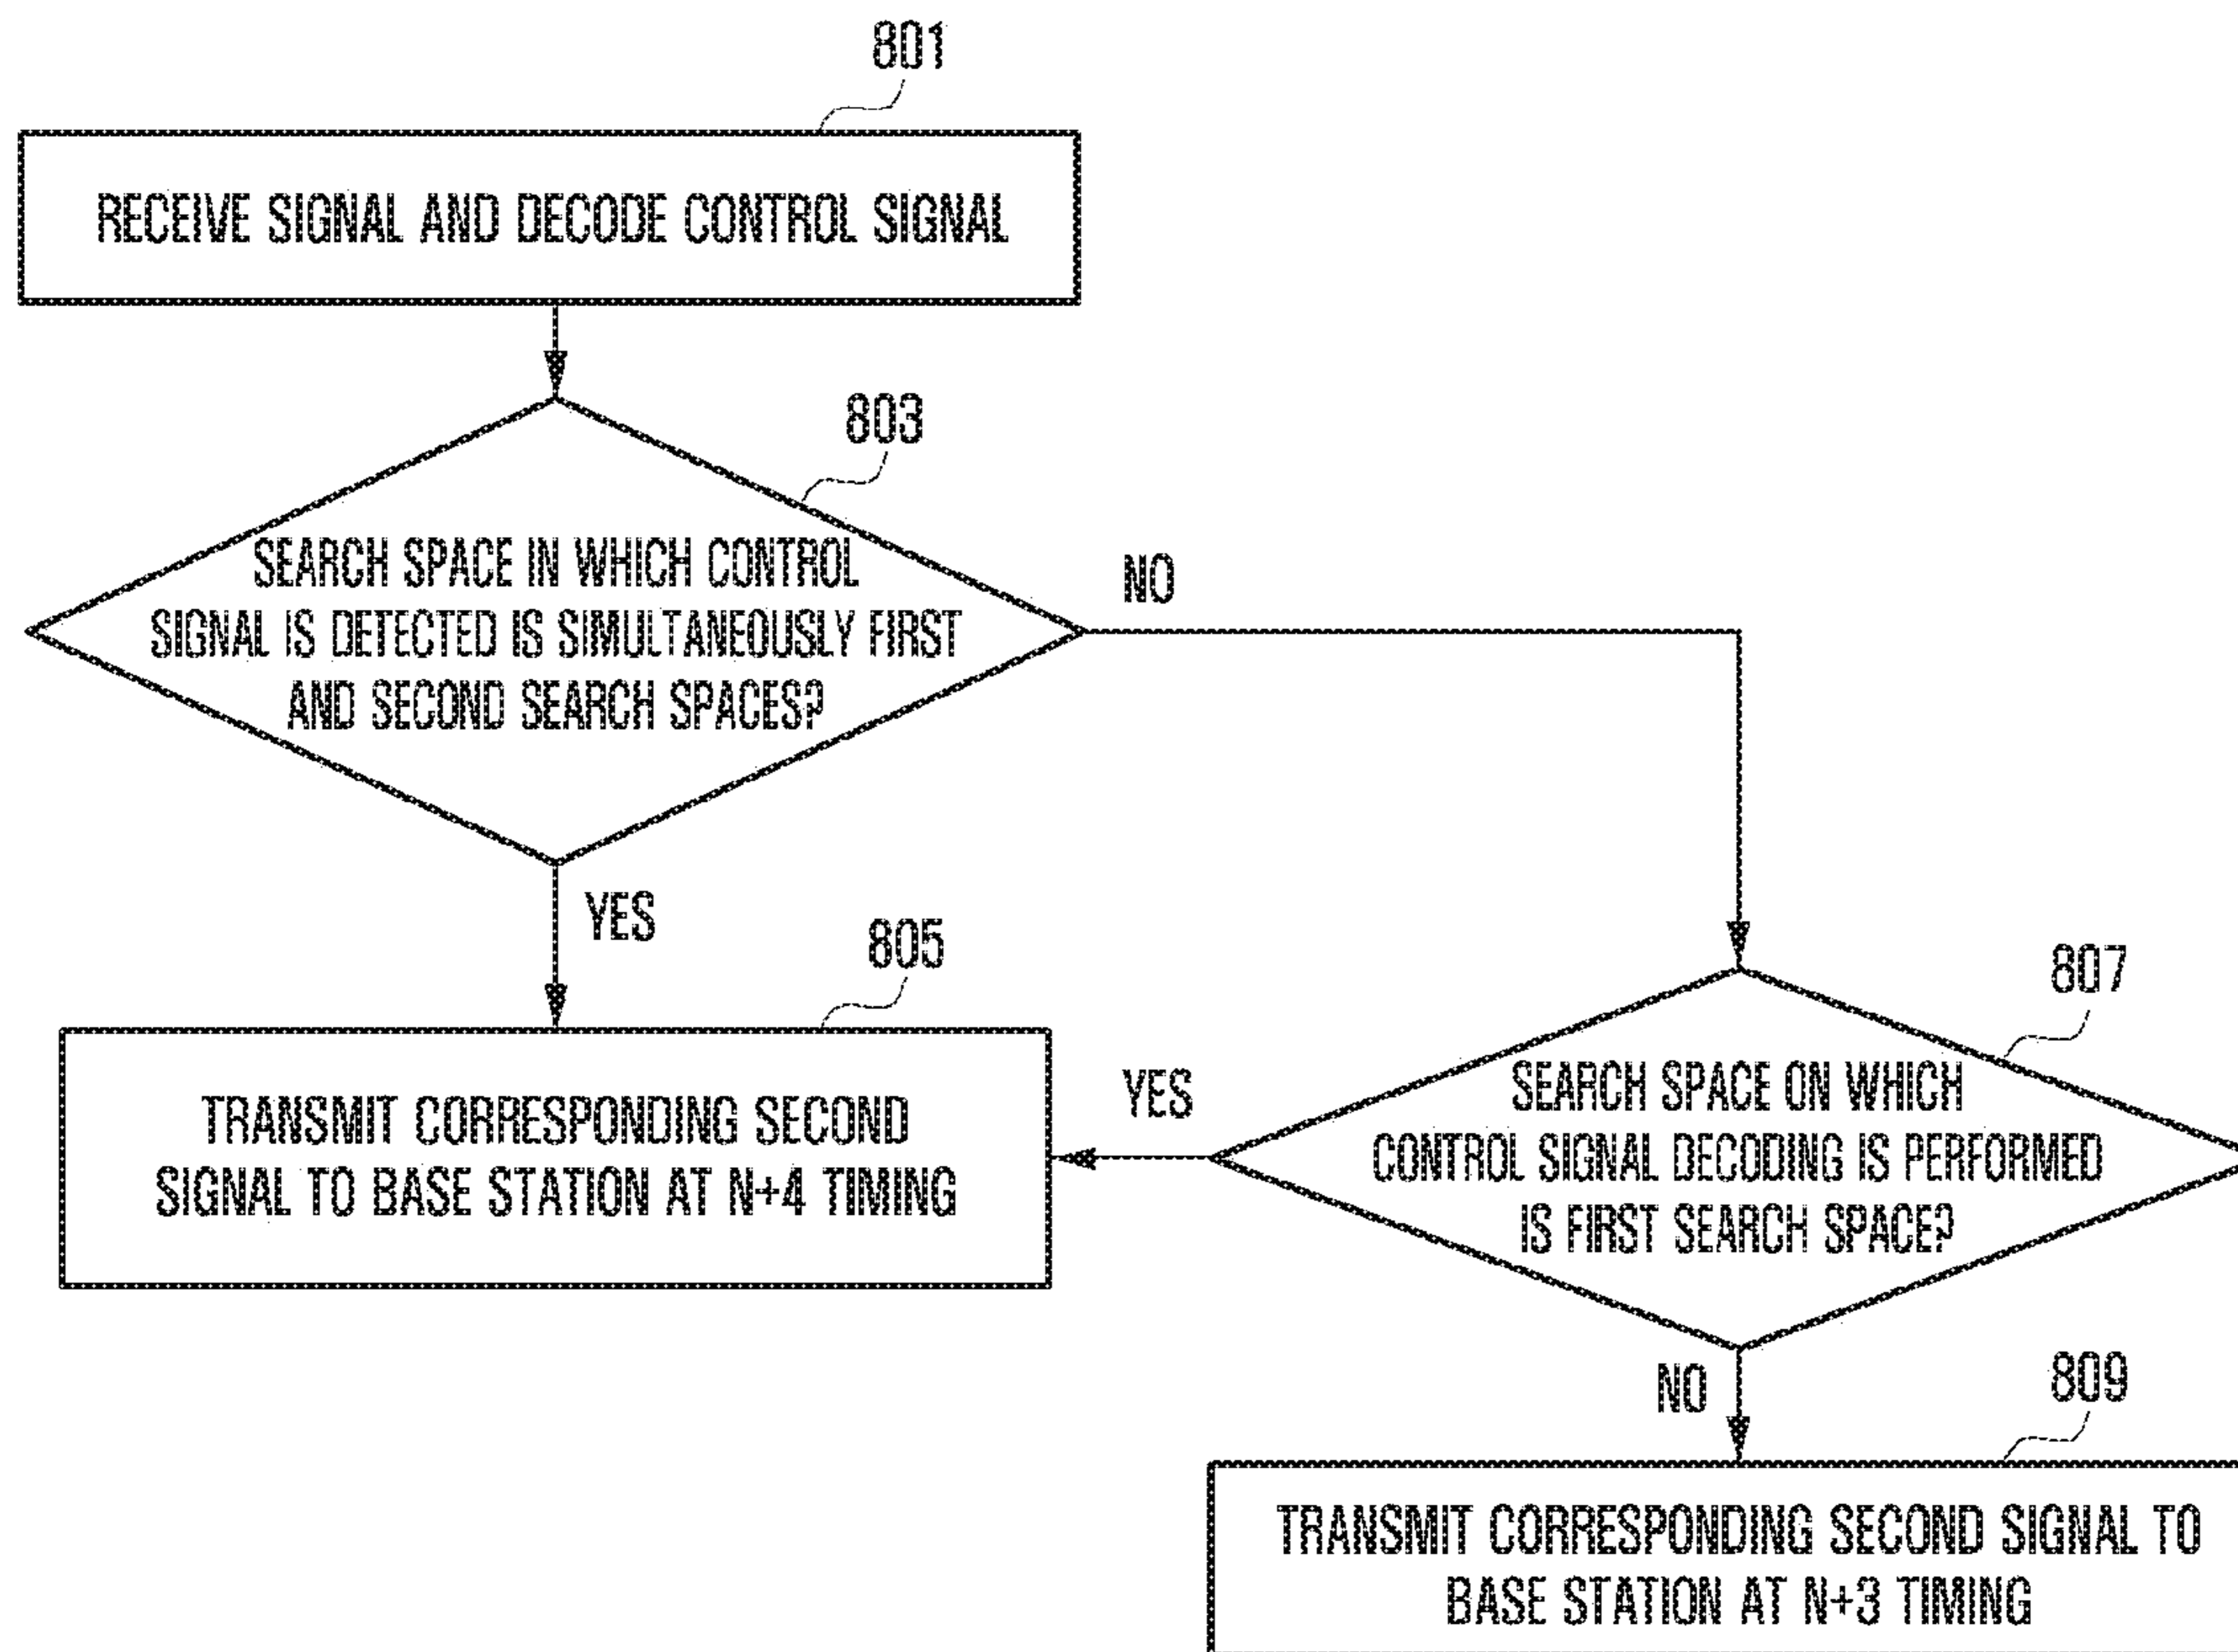 801
RECEIVE SIGNAL AND DECODE CONTROL SIGNAL
803
SEARCH SPACE IN WHICH CONTROL
SIGNAL IS DETECTED IS SIMULTANEOUSLY FIRST
AND SECOND SEARCH SPACES?
NO
YES
805
TRANSMIT CORRESPONDING SECOND
SIGNAL TO BASE STATION AT N+4 TIMING
YES
807
SEARCH SPACE ON WHICH
CONTROL SIGNAL DECODING IS PERFORMED
IS FIRST SEARCH SPACE?
NO
809
TRANSMIT CORRESPONDING SECOND SIGNAL TO
BASE STATION AT N+3 TIMING